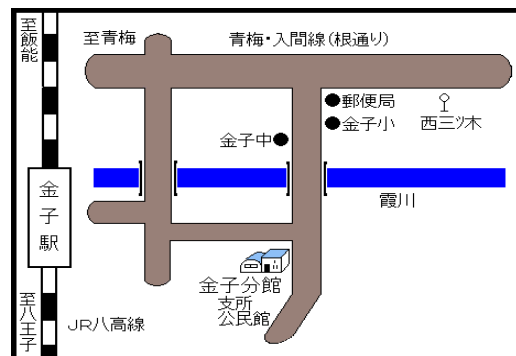 至飯能
至青梅
青梅・入間線(根通り)
●郵便局
●金子小
西三ツ木
金子中●
金子駅
霞川
金子分館
支所
公民館
至八王子
JR八高線